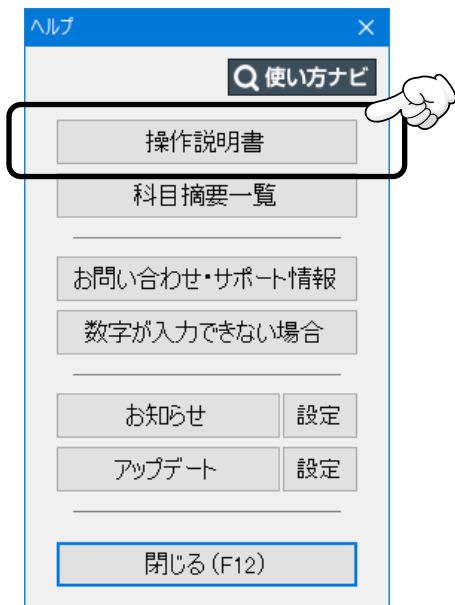 ヘルプ
使い方ナビ
操作説明書
科目摘要一覧
お問い合わせ・サポート情報
数字が入力できない場合
お知らせ 設定
アップデート 設定
閉じる(F12)